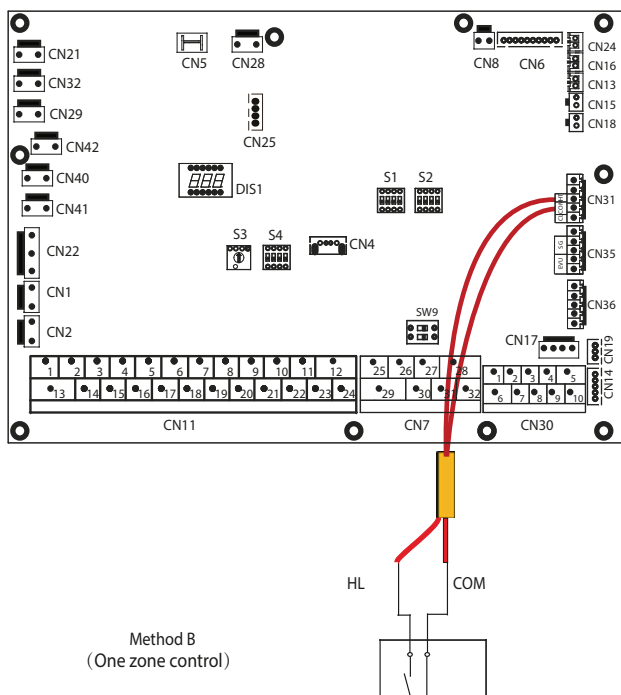 CN21
CN32
CN29
CN42
CN40
CN41
CN22
CN1
CN2
CN5
CN28
CN25
DIS1
S1
S2
S3
S4
CN4
SW9
CN8
CN6
CN24
CN16
CN13
CN15
CN18
CN31
CN35
SG
EVU
CN36
CN17
CN19
CN14
1 2 3 4 5 6 7 8 9 10 11 12
13 14 15 16 17 18 19 20 21 22 23 24
CN11
25 26 27 28
29 30 31 32
CN7
1 2 3 4 5
6 7 8 9 10
CN30
HL
COM
Method B
(One zone control)